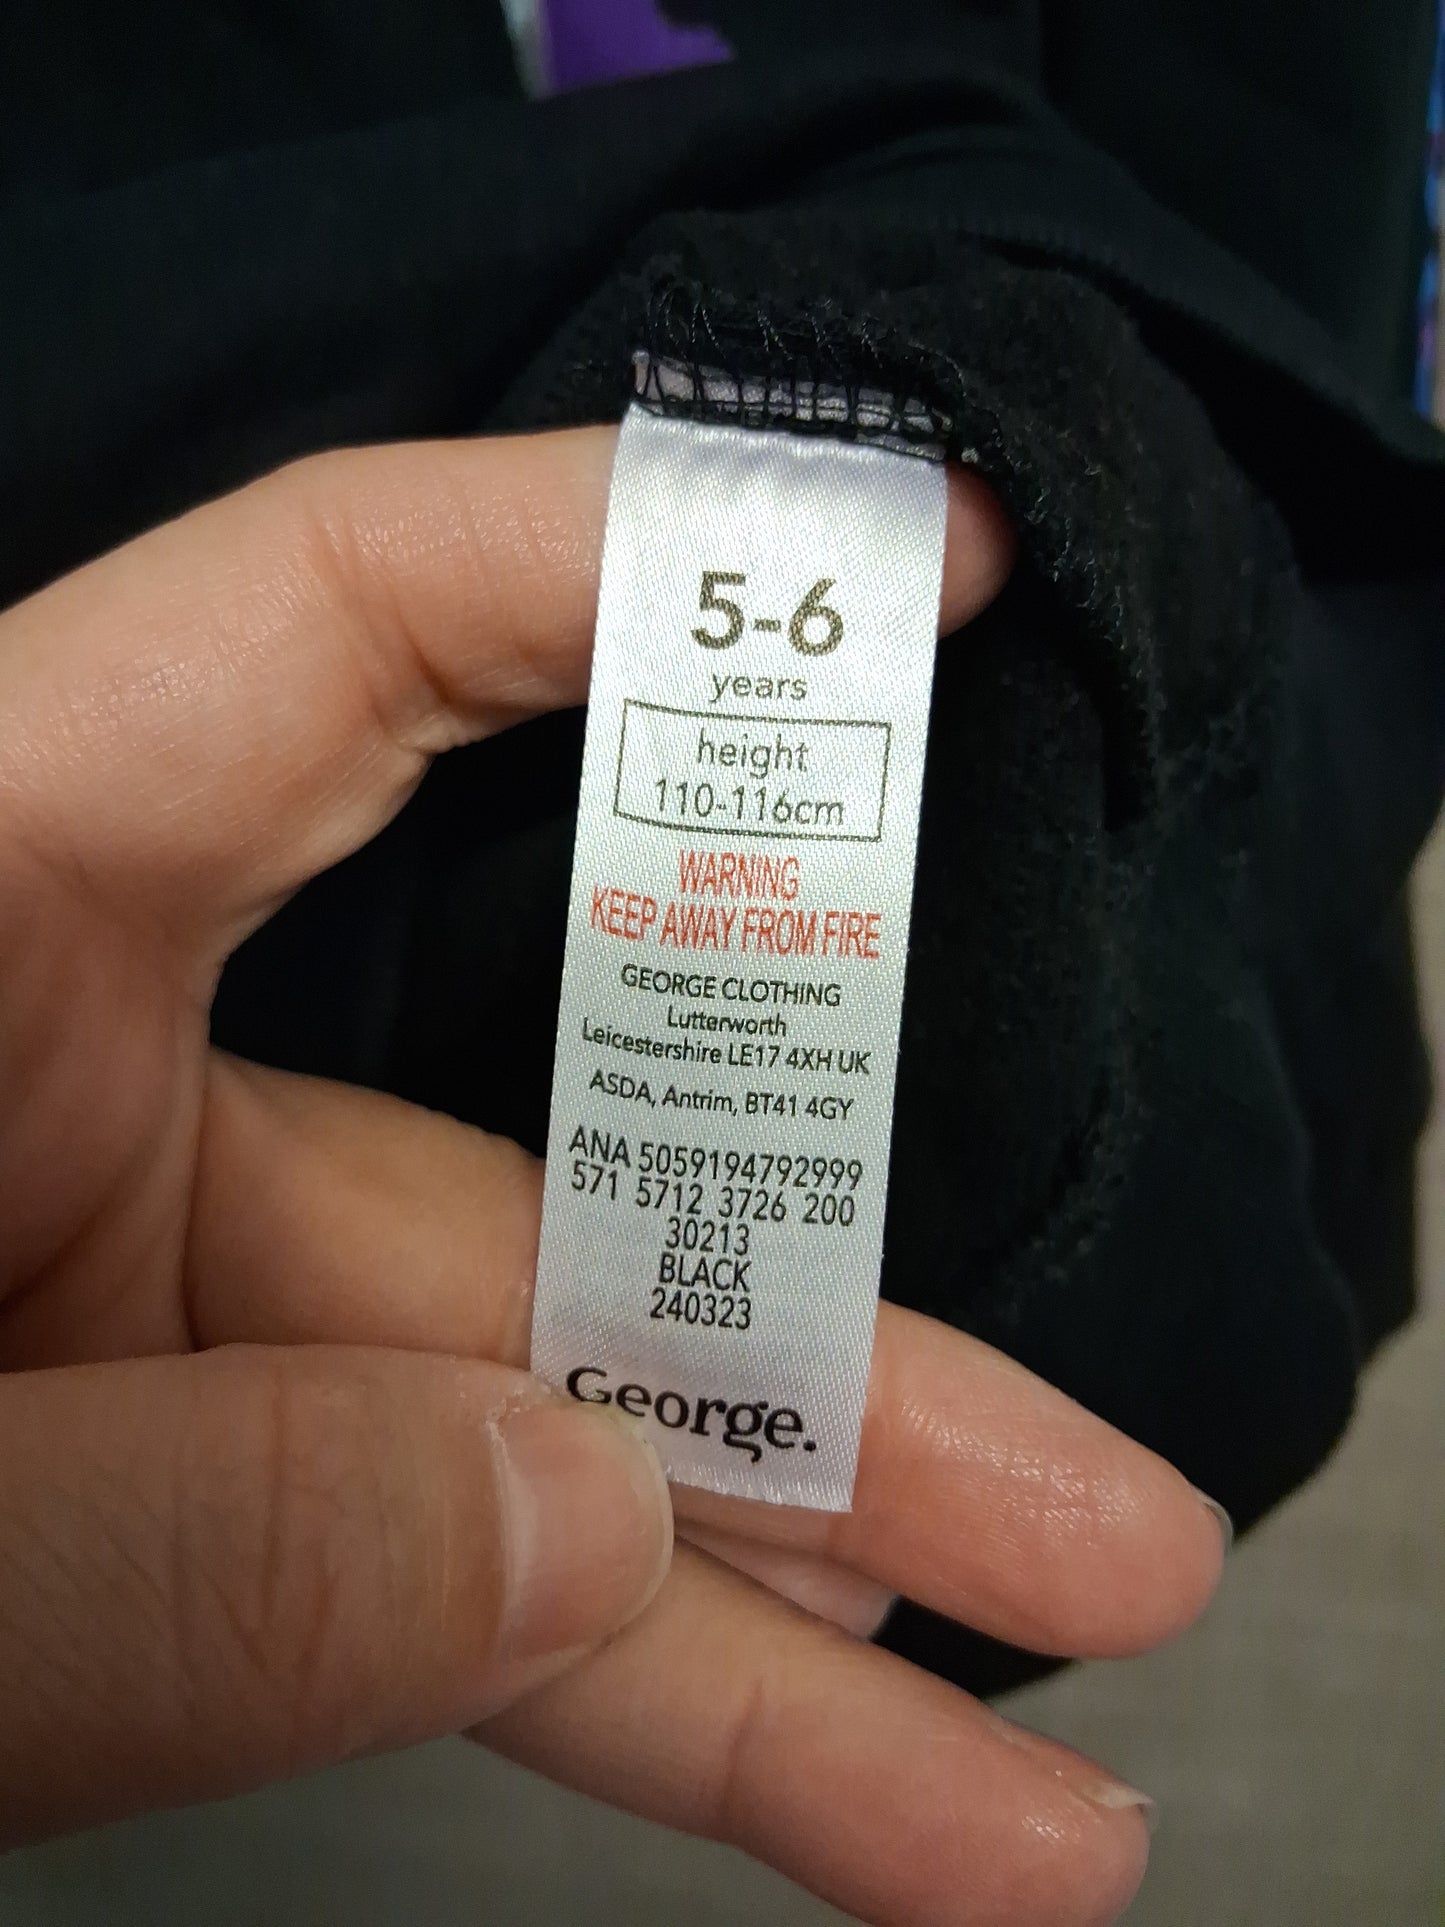 5-6
years
height
110-116cm
WARNING
KEEP AWAY FROM FIRE
GEORGE CLOTHING
Lutterworth
Leicestershire LE17 4XH UK
ASDA, Antrim, BT41 4GY
ANA 5059194792999
571 5712 3726 200
30213
BLACK
240323
George.